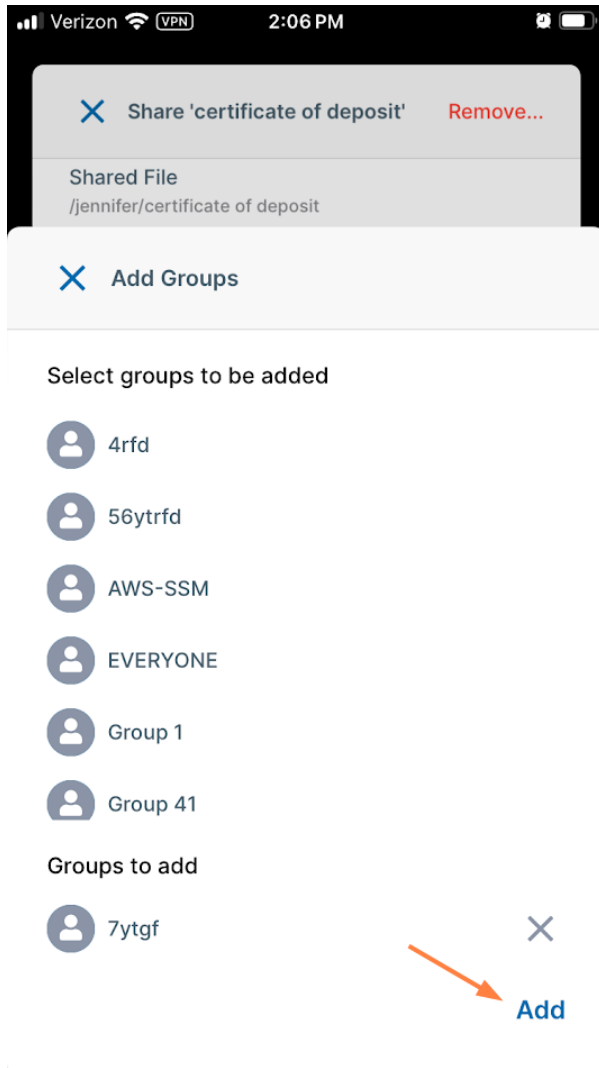 Verizon VPN 2:06 PM
Share 'certificate of deposit' Remove...
Shared File
/jennifer/certificate of deposit
Add Groups
Select groups to be added
4rfd
56ytrfd
AWS-SSM
EVERYONE
Group 1
Group 41
Groups to add
7ytgf
Add